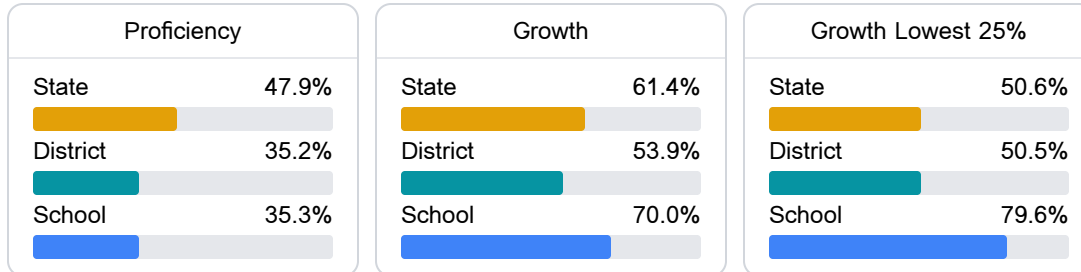 Proficiency
State 47.9%
District 35.2%
School 35.3%
Growth
State 61.4%
District 53.9%
School 70.0%
Growth Lowest 25%
State 50.6%
District 50.5%
School 79.6%